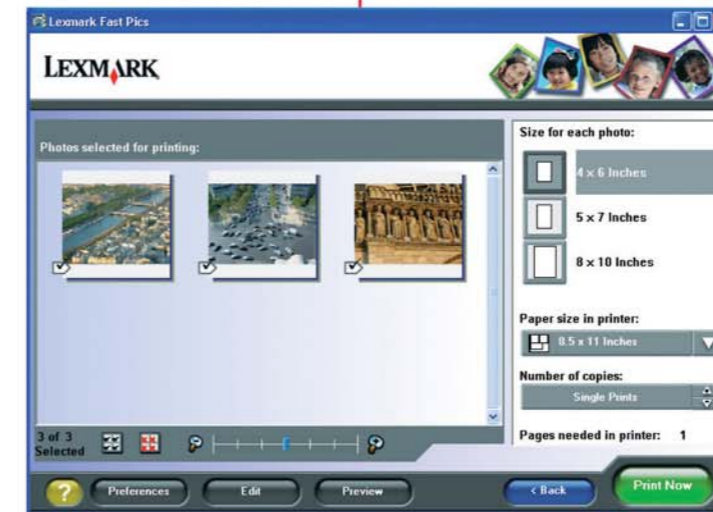 Lexmark Fast Pics
LEXMARK
Photos selected for printing:
3 of 3
Selected
Size for each photo:
4 x 6 Inches
5 x 7 Inches
8 x 10 Inches
Paper size in printer:
8.5 x 11 Inches
Number of copies:
Single Prints
Pages needed in printer: 1
?
Preferences
Edit
Preview
< Back
Print Now